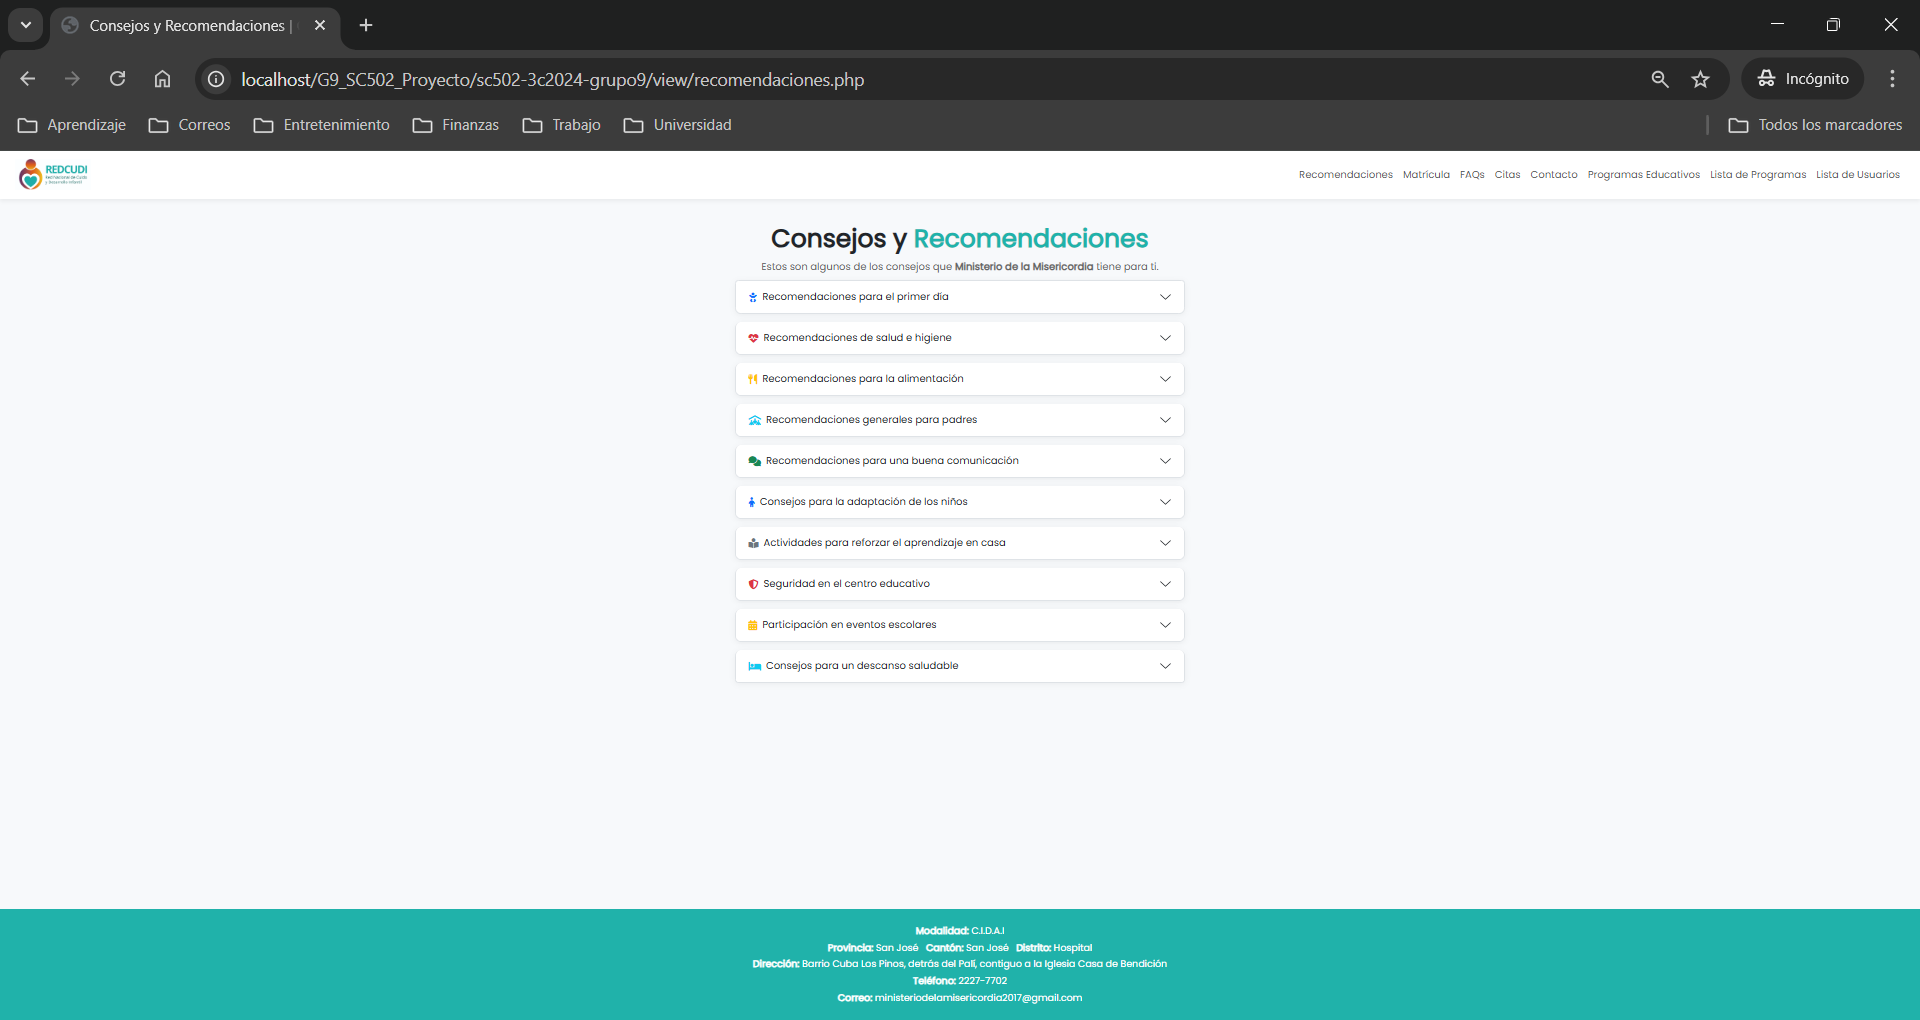 Consejos y Recomendaciones |
localhost/G9_SC502_Proyecto/sc502-3c2024-grupo9/view/recomendaciones.php
Incógnito
Aprendizaje Correos Entretenimiento Finanzas Trabajo Universidad
Todos los marcadores
REDCUDI
Red Nacional de Cuido
y Desarrollo Infantil
Recomendaciones Matrícula FAQs Citas Contacto Programas Educativos Lista de Programas Lista de Usuarios
Consejos y Recomendaciones
Estos son algunos de los consejos que Ministerio de la Misericordia tiene para ti.
Recomendaciones para el primer día
Recomendaciones de salud e higiene
Recomendaciones para la alimentación
Recomendaciones generales para padres
Recomendaciones para una buena comunicación
Consejos para la adaptación de los niños
Actividades para reforzar el aprendizaje en casa
Seguridad en el centro educativo
Participación en eventos escolares
Consejos para un descanso saludable
Modalidad: C.I.D.A.I
Provincia: San José Cantón: San José Distrito: Hospital
Dirección: Barrio Cuba Los Pinos, detrás del Palí, contiguo a la Iglesia Casa de Bendición
Teléfono: 2227-7702
Correo: ministeriodelamisericordia2017@gmail.com